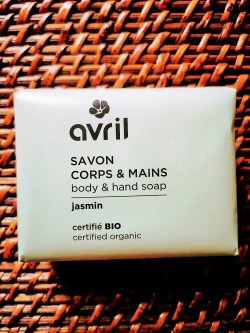 avril
SAVON
CORPS & MAINS
body & hand soap
jasmin
certifié BIO
certified organic